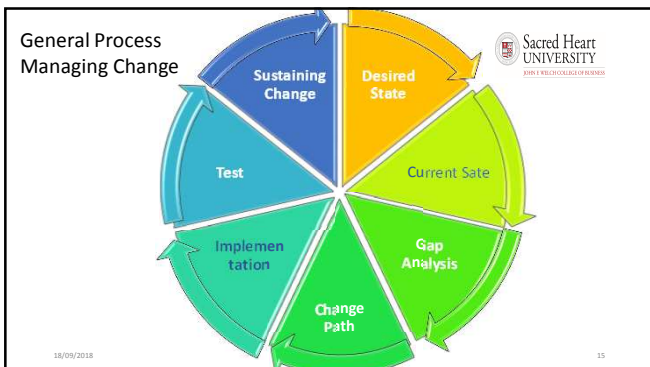 General Process
Managing Change
Sacred Heart
UNIVERSITY
JOHN F. WELCH COLLEGE OF BUSINESS
Sustaining
Change
Desired
State
Test
Current Sate
Implemen
tation
Gap
Analysis
Change
Path
18/09/2018
15